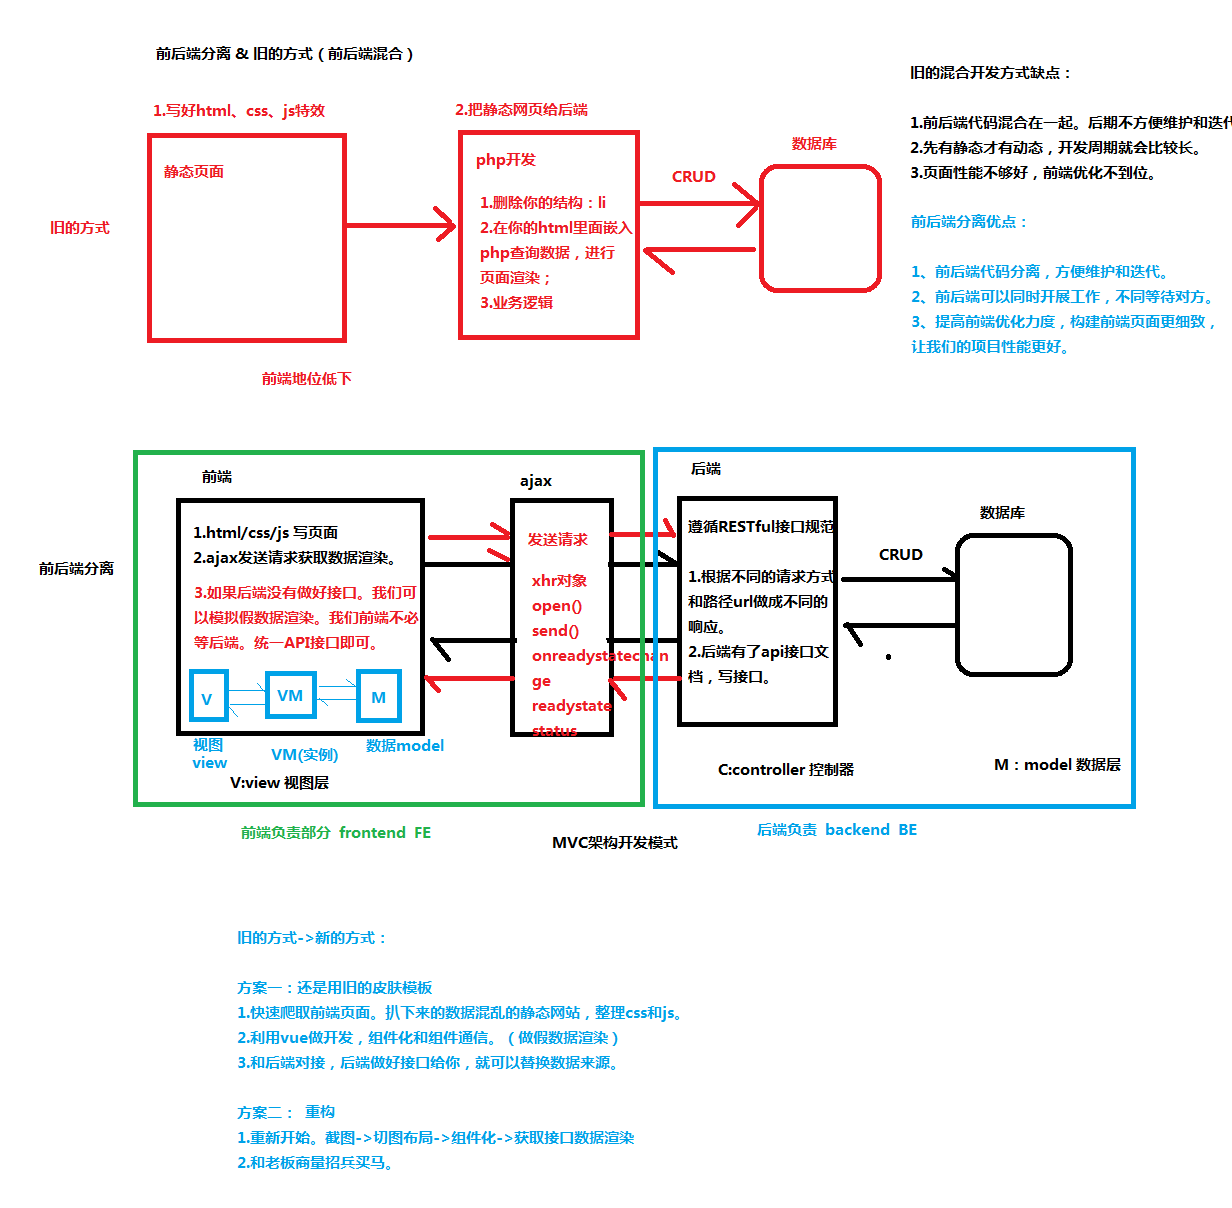 前后端分离 & 旧的方式（前后端混合）
1.写好html、css、js特效
2.把静态网页给后端
静态页面
php开发
1.删除你的结构：li
2.在你的html里面嵌入
php查询数据，进行
页面渲染；
3.业务逻辑
CRUD
数据库
旧的方式
前端地位低下
旧的混合开发方式缺点：
1.前后端代码混合在一起。后期不方便维护和迭代
2.先有静态才有动态，开发周期就会比较长。
3.页面性能不够好，前端优化不到位。
前后端分离优点：
1、前后端代码分离，方便维护和迭代。
2、前后端可以同时开展工作，不同等待对方。
3、提高前端优化力度，构建前端页面更细致，
让我们的项目性能更好。
前后端分离
前端
1.html/css/js 写页面
2.ajax发送请求获取数据渲染。
3.如果后端没有做好接口。我们可
以模拟假数据渲染。我们前端不必
等后端。统一API接口即可。
V
VM
M
视图
view
VM(实例)
数据model
V:view 视图层
ajax
发送请求
xhr对象
open()
send()
onreadystatechan
ge
readystate
status
后端
遵循RESTful接口规范
1.根据不同的请求方式
和路径url做成不同的
响应。
2.后端有了api接口文
档，写接口。
CRUD
数据库
C:controller 控制器
M：model 数据层
前端负责部分 frontend FE
MVC架构开发模式
后端负责 backend BE
旧的方式->新的方式：
方案一：还是用旧的皮肤模板
1.快速爬取前端页面。扒下来的数据混乱的静态网站，整理css和js。
2.利用vue做开发，组件化和组件通信。（做假数据渲染）
3.和后端对接，后端做好接口给你，就可以替换数据来源。
方案二： 重构
1.重新开始。截图->切图布局->组件化->获取接口数据渲染
2.和老板商量招兵买马。